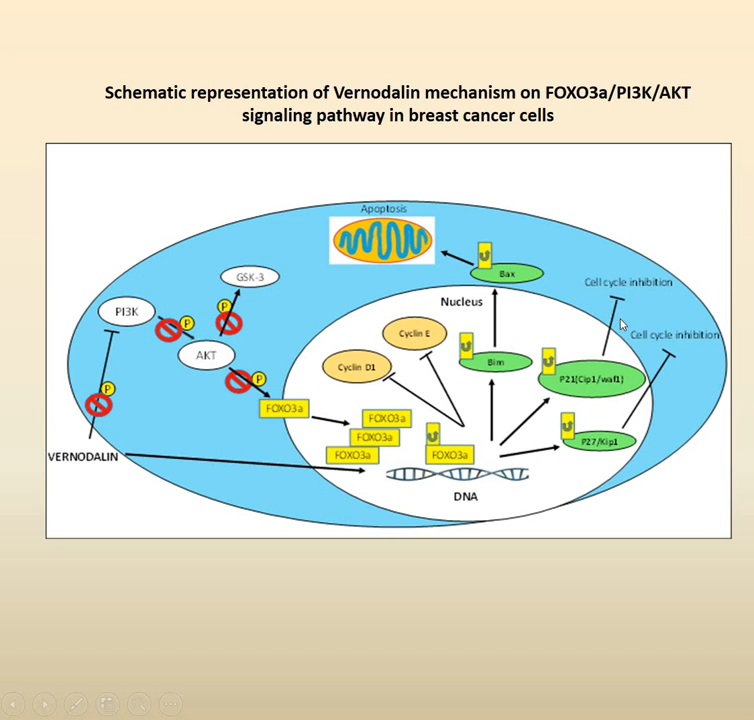 Schematic representation of Vernodalin mechanism on FOXO3a/PI3K/AKT
signaling pathway in breast cancer cells
Apoptosis
GSK-3
Bax
Cell cycle inhibition
PI3K
P
P
Nucleus
Cyclin E
Cell cycle inhibition
AKT
Bim
Cyclin D1
P21(Cip1/waf1)
P
P
FOXO3a
FOXO3a
FOXO3a
FOXO3a
FOXO3a
P27/Kip1
VERNODALIN
DNA